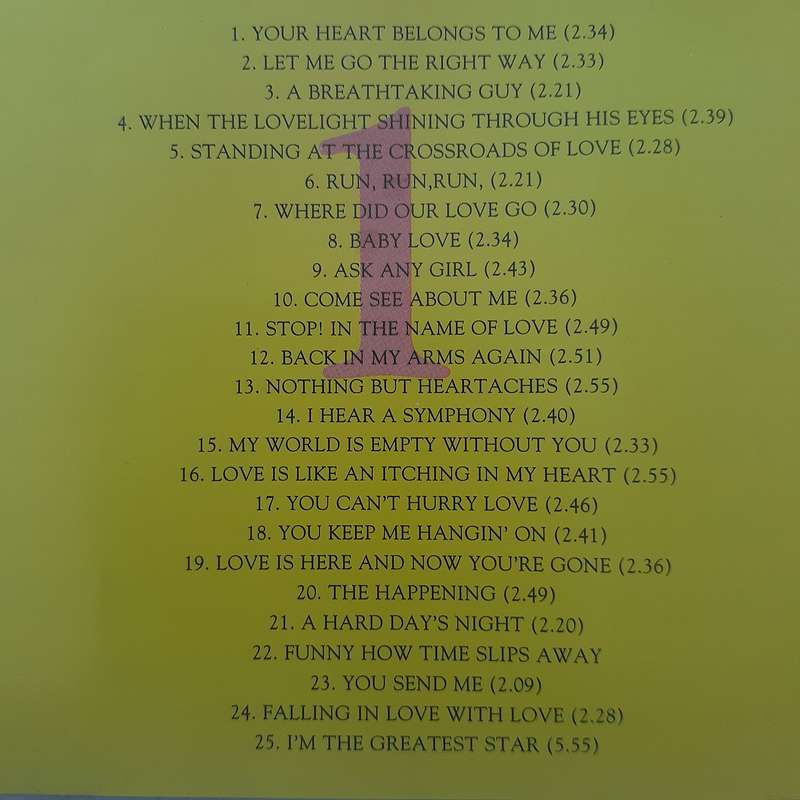 1. YOUR HEART BELONGS TO ME (2.34)
2. LET ME GO THE RIGHT WAY (2.33)
3. A BREATHTAKING GUY (2.21)
4. WHEN THE LOVELIGHT SHINING THROUGH HIS EYES (2.39)
5. STANDING AT THE CROSSROADS OF LOVE (2.28)
6. RUN, RUN,RUN, (2.21)
7. WHERE DID OUR LOVE GO (2.30)
8. BABY LOVE (2.34)
9. ASK ANY GIRL (2.43)
10. COME SEE ABOUT ME (2.36)
11. STOP! IN THE NAME OF LOVE (2.49)
12. BACK IN MY ARMS AGAIN (2.51)
13. NOTHING BUT HEARTACHES (2.55)
14. I HEAR A SYMPHONY (2.40)
15. MY WORLD IS EMPTY WITHOUT YOU (2.33)
16. LOVE IS LIKE AN ITCHING IN MY HEART (2.55)
17. YOU CAN'T HURRY LOVE (2.46)
18. YOU KEEP ME HANGIN' ON (2.41)
19. LOVE IS HERE AND NOW YOU'RE GONE (2.36)
20. THE HAPPENING (2.49)
21. A HARD DAY'S NIGHT (2.20)
22. FUNNY HOW TIME SLIPS AWAY
23. YOU SEND ME (2.09)
24. FALLING IN LOVE WITH LOVE (2.28)
25. I'M THE GREATEST STAR (5.55)
1